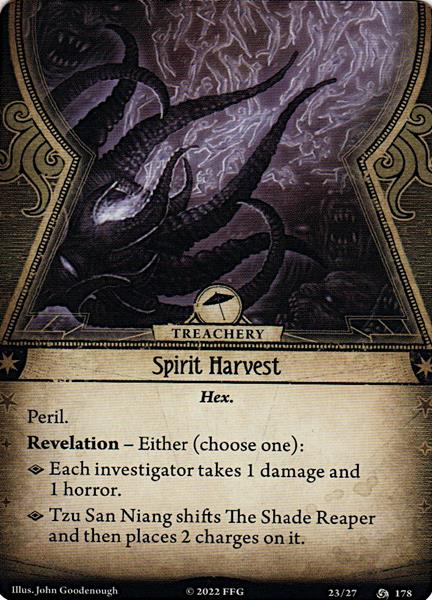 TREACHERY
Spirit Harvest
Hex.
Peril.
Revelation – Either (choose one):
Each investigator takes 1 damage and
1 horror.
Tzu San Niang shifts The Shade Reaper
and then places 2 charges on it.
Illus. John Goodenough © 2022 FFG 23/27 178